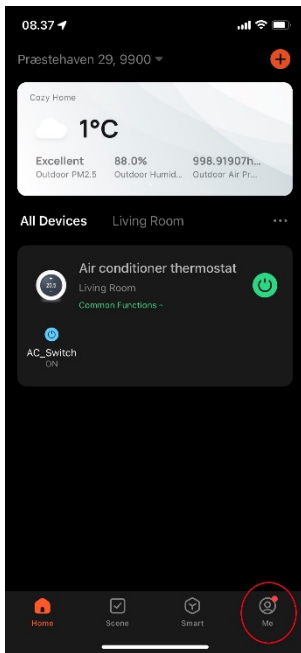 08.37
Præstehaven 29, 9900
Cozy Home
1°C
Excellent 88.0% 998.91907h...
Outdoor PM2.5 Outdoor Humid... Outdoor Air Pr...
All Devices Living Room ...
Air conditioner thermostat
20.5
Living Room
Common Functions
AC_Switch
ON
Home Scene Smart Me